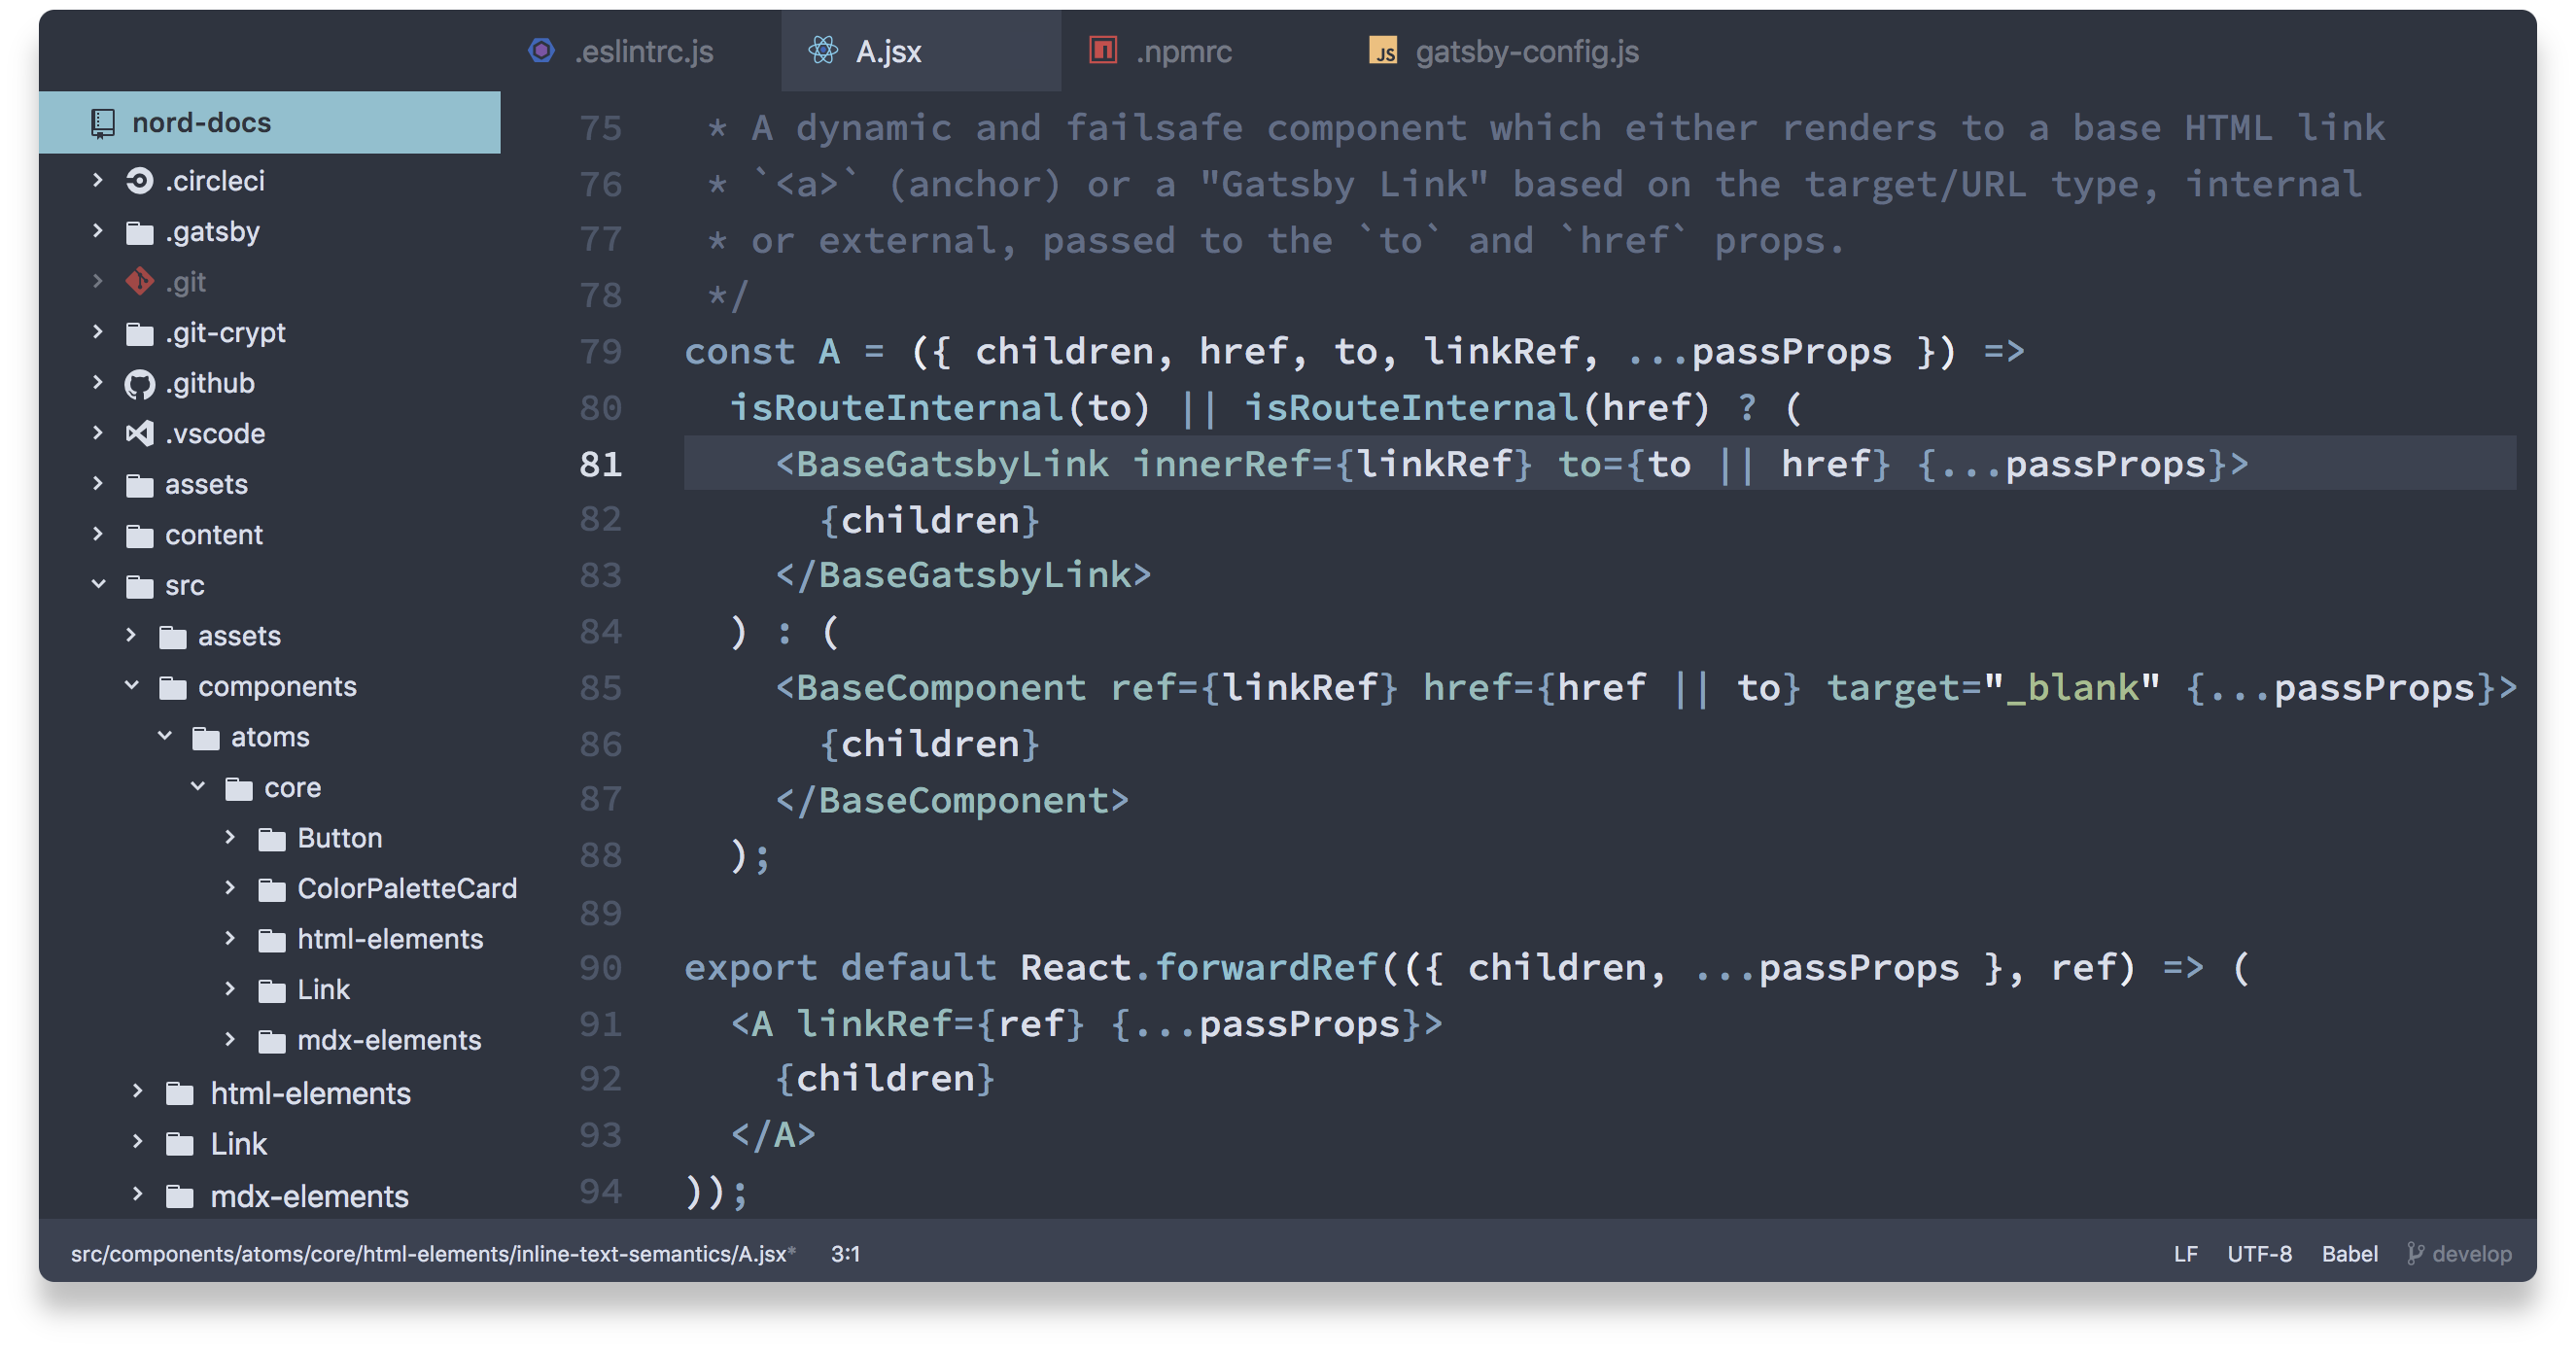 .eslintrc.js A.jsx .npmrc gatsby-config.js
nord-docs
.circleci
.gatsby
.git
.git-crypt
.github
.vscode
assets
content
src
assets
components
atoms
core
Button
ColorPaletteCard
html-elements
Link
mdx-elements
html-elements
Link
mdx-elements
75 * A dynamic and failsafe component which either renders to a base HTML link
76 * `<a>` (anchor) or a "Gatsby Link" based on the target/URL type, internal
77 * or external, passed to the `to` and `href` props.
78 */
79 const A = ({ children, href, to, linkRef, ...passProps }) =>
80 isRouteInternal(to) || isRouteInternal(href) ? (
81 <BaseGatsbyLink innerRef={linkRef} to={to || href} {...passProps}>
82 {children}
83 </BaseGatsbyLink>
84 ) : (
85 <BaseComponent ref={linkRef} href={href || to} target="_blank" {...passProps}>
86 {children}
87 </BaseComponent>
88 );
89
90 export default React.forwardRef(({ children, ...passProps }, ref) => (
91 <A linkRef={ref} {...passProps}>
92 {children}
93 </A>
94 ));
src/components/atoms/core/html-elements/inline-text-semantics/A.jsx* 3:1 LF UTF-8 Babel develop